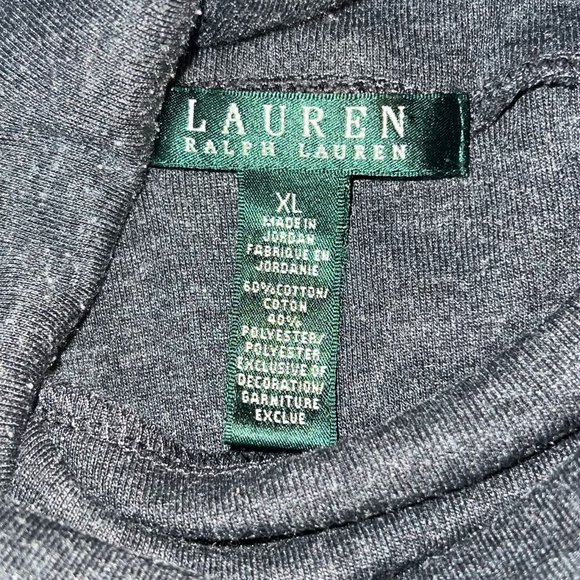 LAUREN
RALPH LAUREN
XL
MADE IN
JORDAN
FABRIQUE EN
JORDANIE
60% COTTON/
COTON
40%
POLYESTER/
POLYESTER
EXCLUSIVE OF
DECORATION/
GARNITURE
EXCLUE